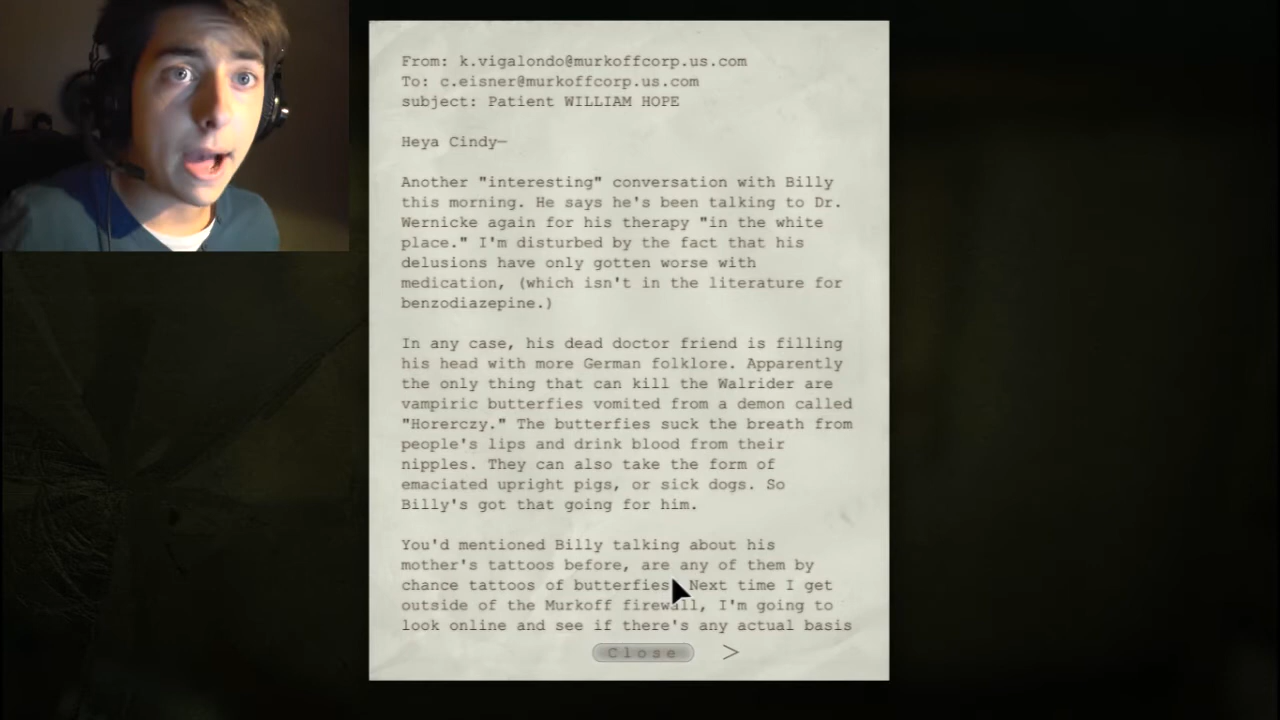 From: k.vigalondo@murkoffcorp.us.com
To: c.eisner@murkoffcorp.us.com
subject: Patient WILLIAM HOPE
Heya Cindy—
Another "interesting" conversation with Billy
this morning. He says he's been talking to Dr.
Wernicke again for his therapy "in the white
place." I'm disturbed by the fact that his
delusions have only gotten worse with
medication, (which isn't in the literature for
benzodiazepine.)
In any case, his dead doctor friend is filling
his head with more German folklore. Apparently
the only thing that can kill the Walrider are
vampiric butterfies vomited from a demon called
"Horerczy." The butterfies suck the breath from
people's lips and drink blood from their
nipples. They can also take the form of
emaciated upright pigs, or sick dogs. So
Billy's got that going for him.
You'd mentioned Billy talking about his
mother's tattoos before, are any of them by
chance tattoos of butterfies Next time I get
outside of the Murkoff firewall, I'm going to
look online and see if there's any actual basis
Close >